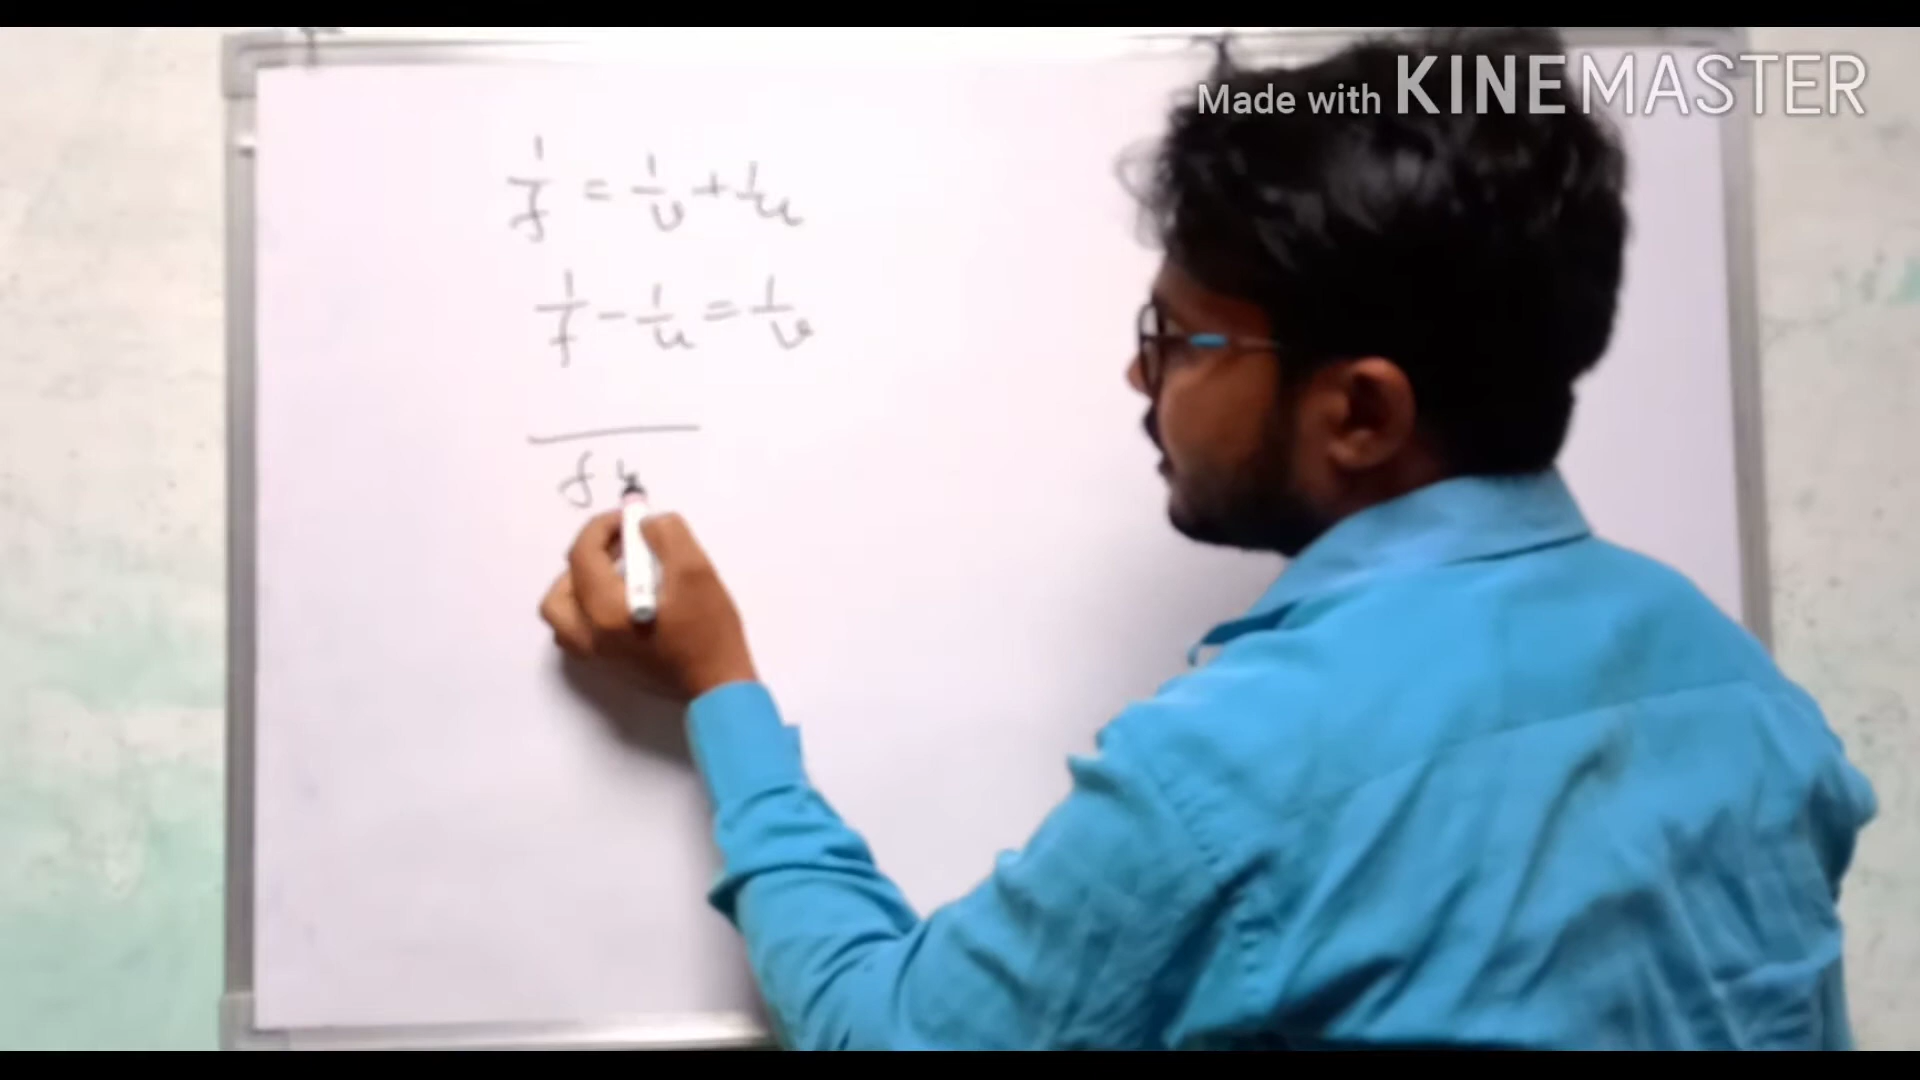 Made with KINEMASTER
1/f = 1/v + 1/u
1/f - 1/u = 1/v
f u